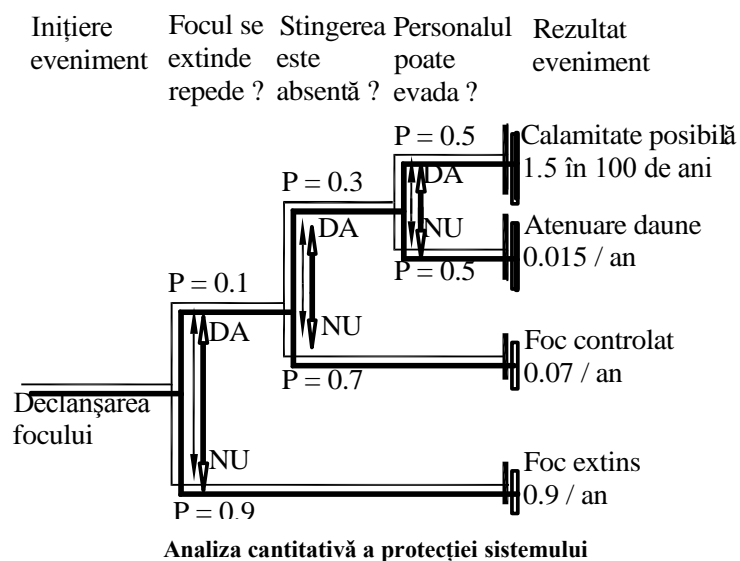 Inițiere
eveniment
Focul se
extinde
repede ?
Stingerea
este
absentă ?
Personalul
poate
evada ?
Rezultat
eveniment
P = 0.5
Calamitate posibilă
1.5 în 100 de ani
DA
P = 0.3
DA
NU
Atenuare daune
0.015 / an
P = 0.5
P = 0.1
DA
NU
Foc controlat
0.07 / an
P = 0.7
Declanşarea
focului
NU
Foc extins
0.9 / an
P = 0.9
Analiza cantitativă a protecției sistemului